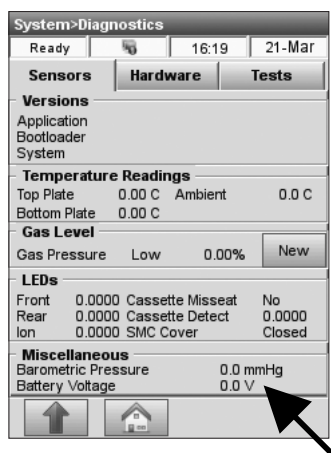 System>Diagnostics
Ready 16:19 21-Mar
Sensors Hardware Tests
Versions
Application
Bootloader
System
Temperature Readings
Top Plate 0.00 C Ambient 0.0 C
Bottom Plate 0.00 C
Gas Level
Gas Pressure Low 0.00% New
LEDs
Front 0.0000 Cassette Misseat No
Rear 0.0000 Cassette Detect 0.0000
Ion 0.0000 SMC Cover Closed
Miscellaneous
Barometric Pressure 0.0 mmHg
Battery Voltage 0.0 V